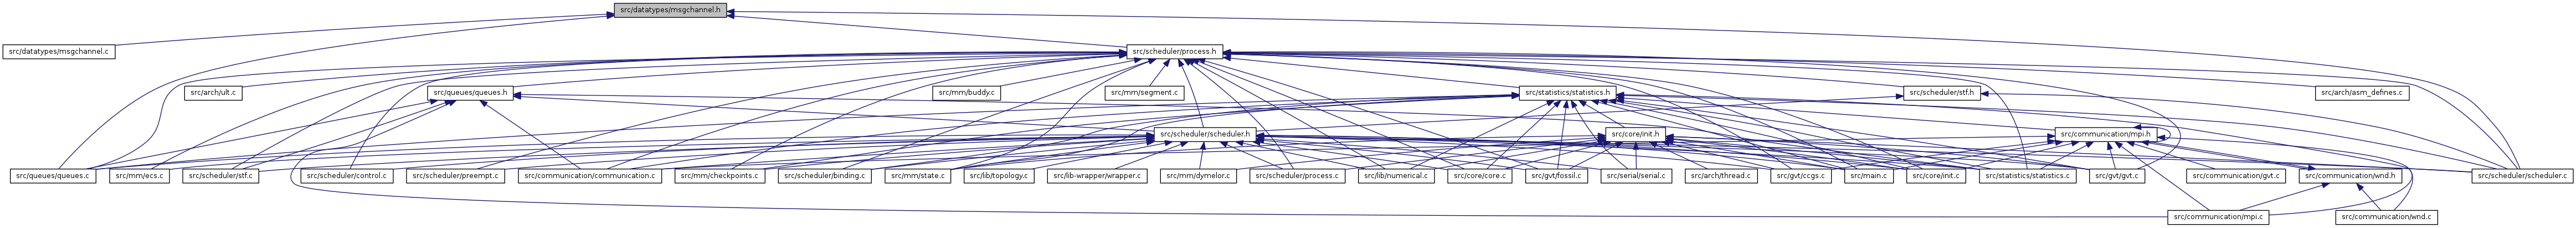 src/datatypes/msgchannel.h
src/datatypes/msgchannel.c
src/scheduler/process.h
src/arch/ult.c
src/queues/queues.h
src/mm/buddy.c
src/mm/segment.c
src/statistics/statistics.h
src/scheduler/stf.h
src/arch/asm_defines.c
src/scheduler/scheduler.h
src/core/init.h
src/communication/mpi.h
src/queues/queues.c
src/mm/ecs.c
src/scheduler/stf.c
src/scheduler/control.c
src/scheduler/preempt.c
src/communication/communication.c
src/mm/checkpoints.c
src/scheduler/binding.c
src/mm/state.c
src/lib/topology.c
src/lib-wrapper/wrapper.c
src/mm/dymelor.c
src/scheduler/process.c
src/lib/numerical.c
src/core/core.c
src/gvt/fossil.c
src/serial/serial.c
src/arch/thread.c
src/gvt/ccgs.c
src/main.c
src/core/init.c
src/statistics/statistics.c
src/gvt/gvt.c
src/communication/gvt.c
src/communication/wnd.h
src/scheduler/scheduler.c
src/communication/mpi.c
src/communication/wnd.c